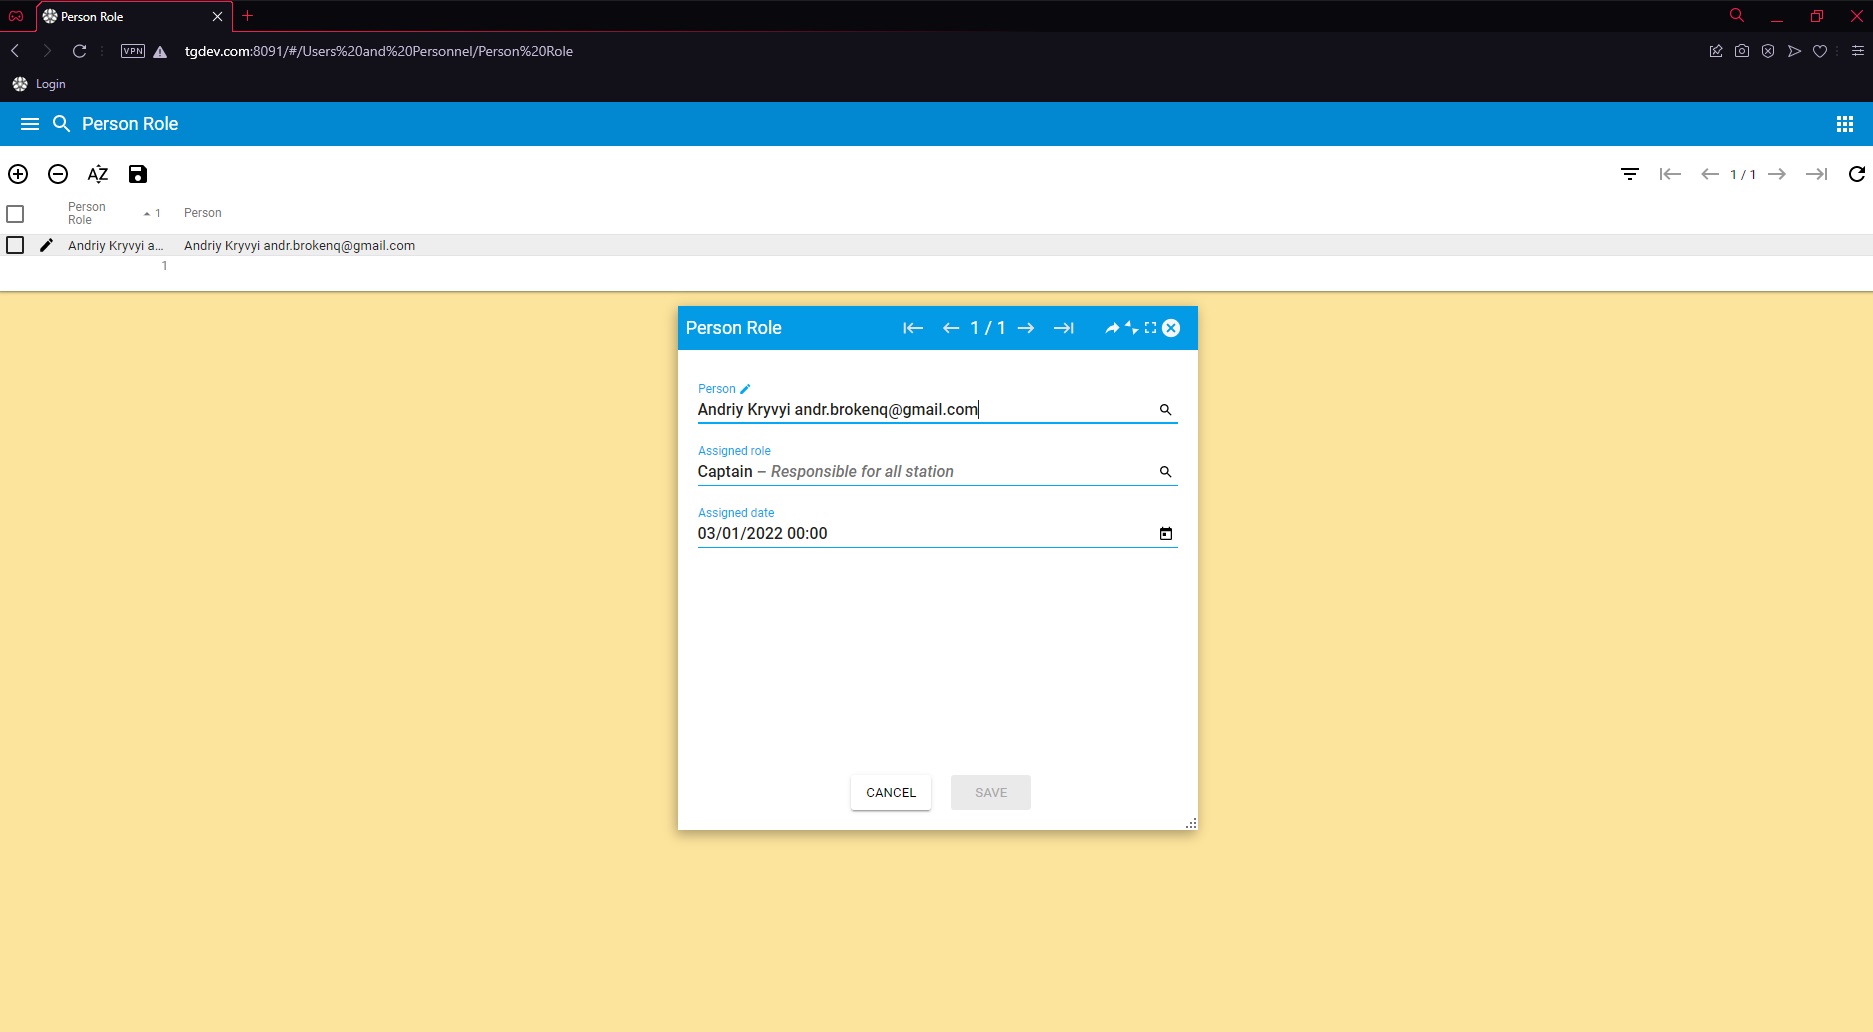 Person Role
VPN
tgdev.com:8091/#/Users%20and%20Personnel/Person%20Role
Login
Person Role
AZ
1 / 1
Person
Role
1
Person
Andriy Kryvyi a...
Andriy Kryvyi andr.brokenq@gmail.com
1
Person Role
1 / 1
Person
Andriy Kryvyi andr.brokenq@gmail.com
Assigned role
Captain – Responsible for all station
Assigned date
03/01/2022 00:00
CANCEL
SAVE